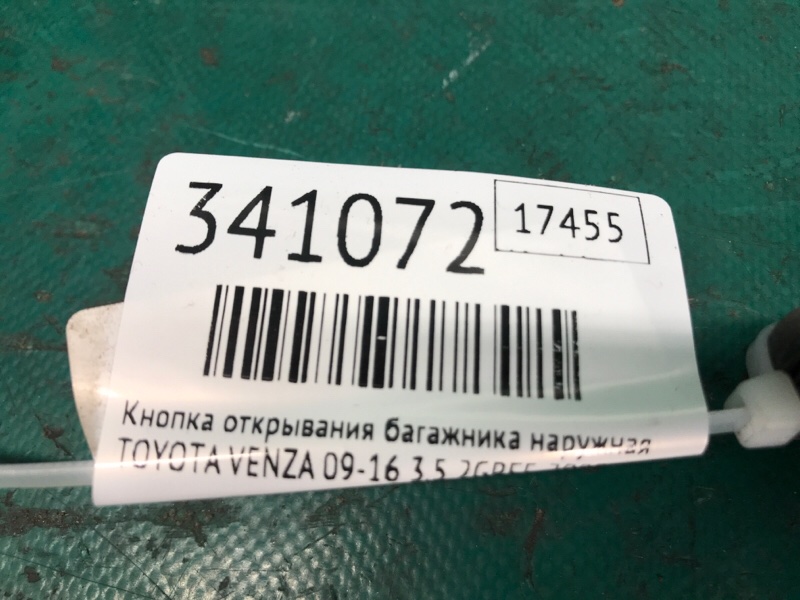 341072 17455
Кнопка открывания багажника наружная
TOYOTA VENZA 09-16 3.5